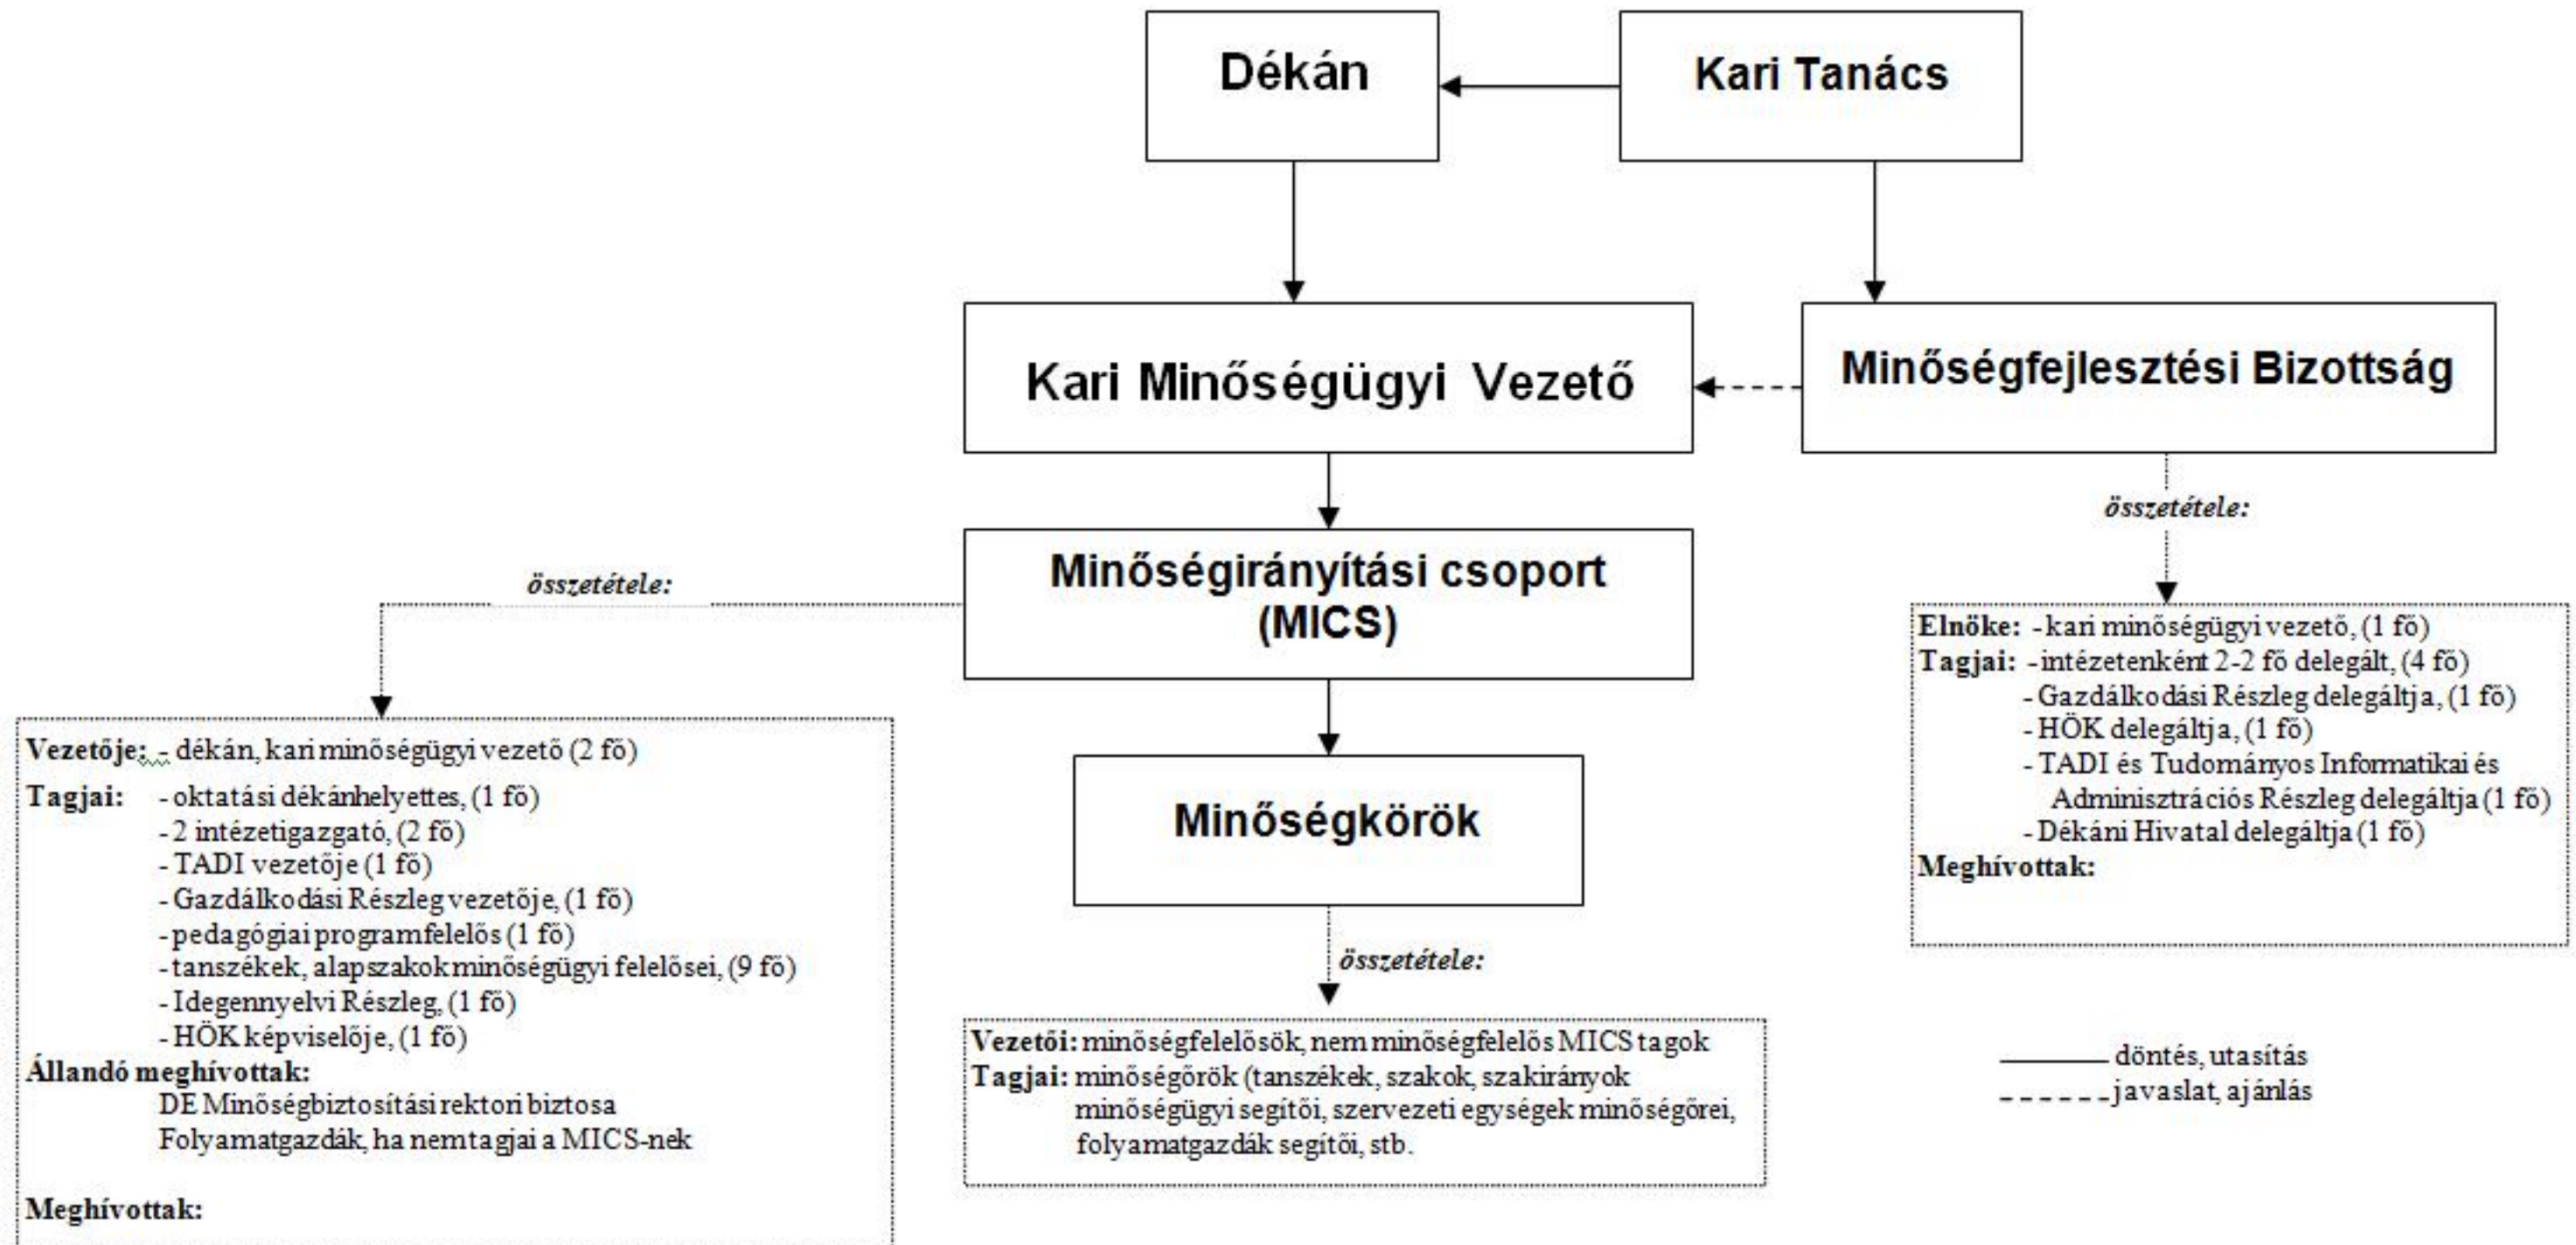 Dékán
Kari Tanács
Kari Minőségügyi Vezető
Minőségfejlesztési Bizottság
összetétele:
Minőségirányítási csoport
(MICS)
összetétele:
Elnöke: - kari minőségügyi vezető, (1 fő)
Tagjai: - intézetenként 2-2 fő delegált, (4 fő)
- Gazdálkodási Részleg delegáltja, (1 fő)
- HÖK delegáltja, (1 fő)
- TADI és Tudományos Informatikai és
Adminisztrációs Részleg delegáltja (1 fő)
- Dékáni Hivatal delegáltja (1 fő)
Meghívottak:
Vezetője: - dékán, kari minőségügyi vezető (2 fő)
Tagjai: - oktatási dékánhelyettes, (1 fő)
- 2 intézetigazgató, (2 fő)
- TADI vezetője (1 fő)
- Gazdálkodási Részleg vezetője, (1 fő)
- pedagógiai programfelelős (1 fő)
- tanszékek, alapszakok minőségügyi felelősei, (9 fő)
- Idegennyelvi Részleg, (1 fő)
- HÖK képviselője, (1 fő)
Állandó meghívottak:
DE Minőségbiztosítási rektori biztosa
Folyamatgazdák, ha nem tagjai a MICS-nek
Meghívottak:
Minőségkörök
összetétele:
Vezetői: minőségfelelősök, nem minőségfelelős MICS tagok
Tagjai: minőségőrök (tanszékek, szakok, szakirányok
minőségügyi segítői, szervezeti egységek minőségőrei,
folyamatgazdák segítői, stb.
döntés, utasítás
javaslat, ajánlás